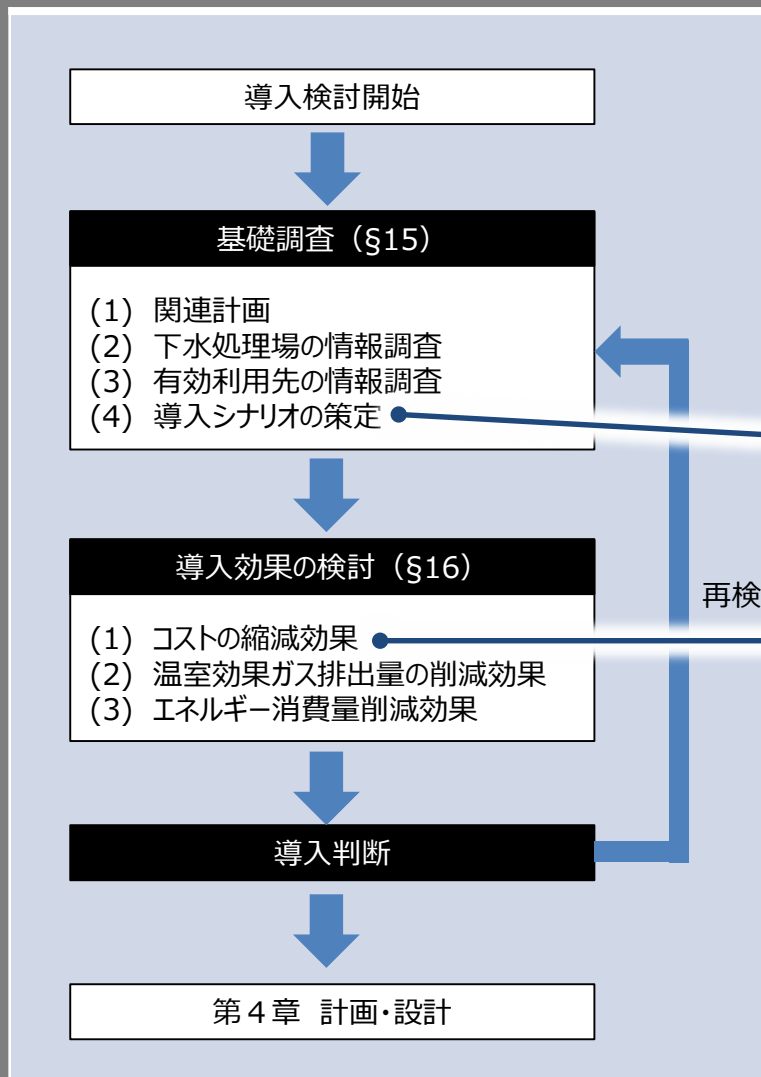 導入検討開始
基礎調査（§15）
(1) 関連計画
(2) 下水処理場の情報調査
(3) 有効利用先の情報調査
(4) 導入シナリオの策定
導入効果の検討（§16）
再検
(1) コストの縮減効果
(2) 温室効果ガス排出量の削減効果
(3) エネルギー消費量削減効果
導入判断
第４章 計画・設計